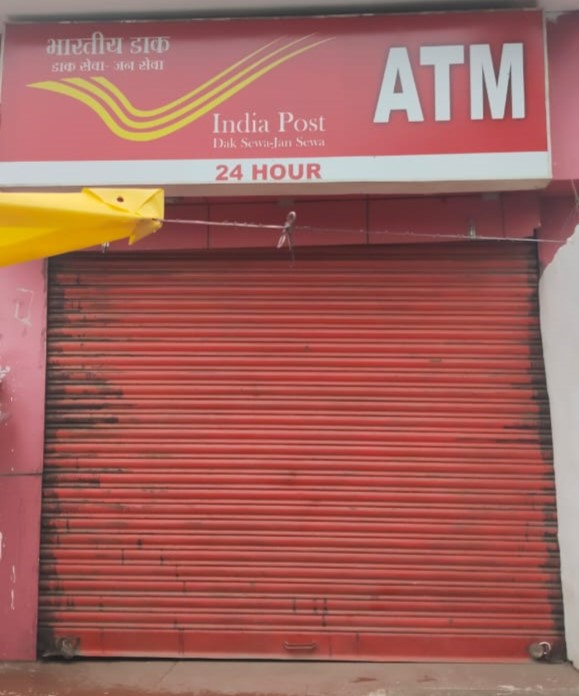 भारतीय डाक
डाक सेवा-जन सेवा
India Post
Dak Sewa-Jan Sewa
ATM
24 HOUR